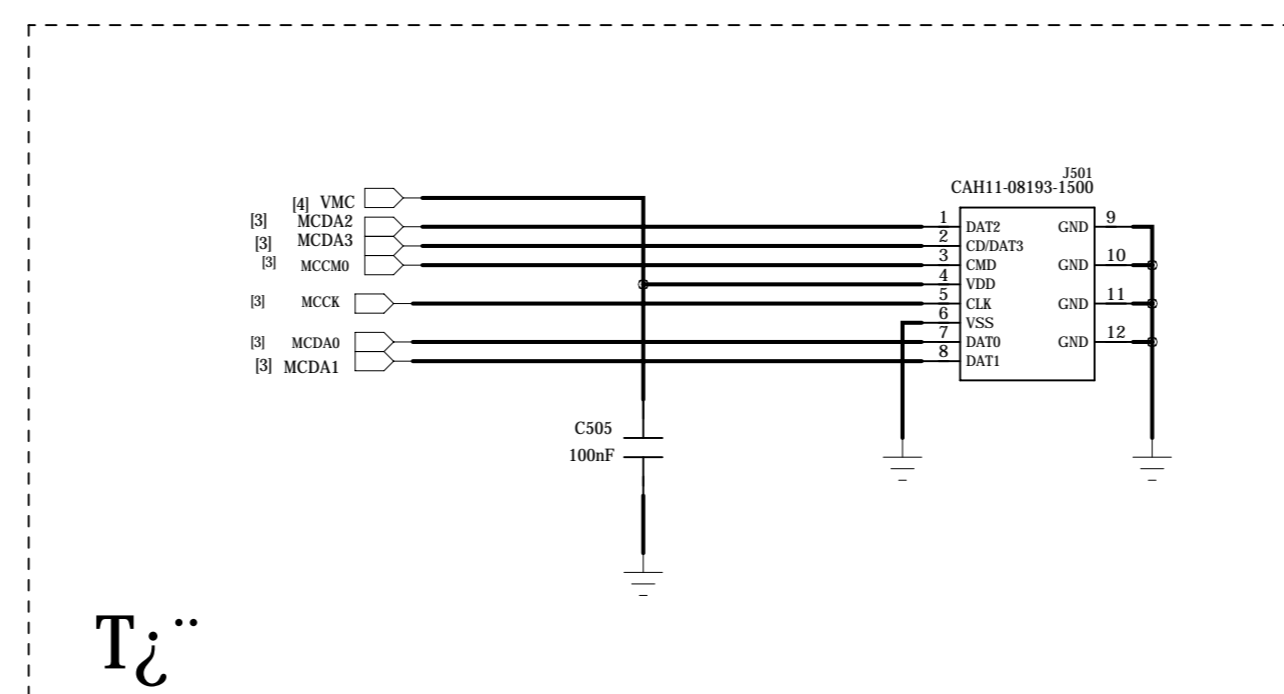 J501
CAH11-08193-1500
[4] VMC
[3] MCDA2
[3] MCDA3
[3] MCCM0
[3] MCCK
[3] MCDA0
[3] MCDA1
1 DAT2 GND 9
2 CD/DAT3
3 CMD GND 10
4 VDD
5 CLK GND 11
6 VSS
7 DAT0 GND 12
8 DAT1
C505
100nF
T¿¨